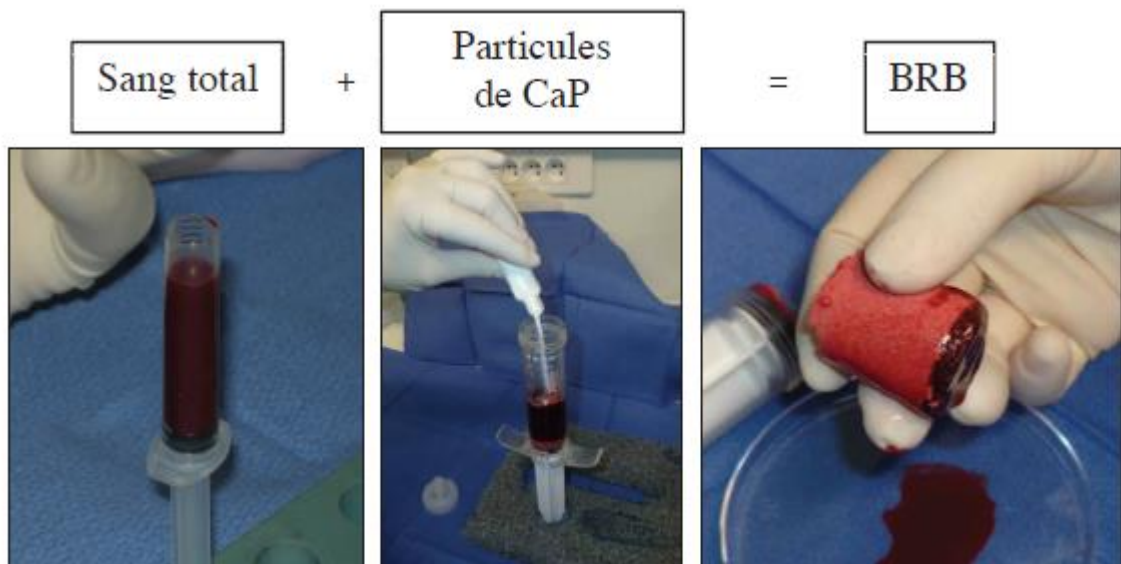 Sang total
+
Particules
de CaP
=
BRB